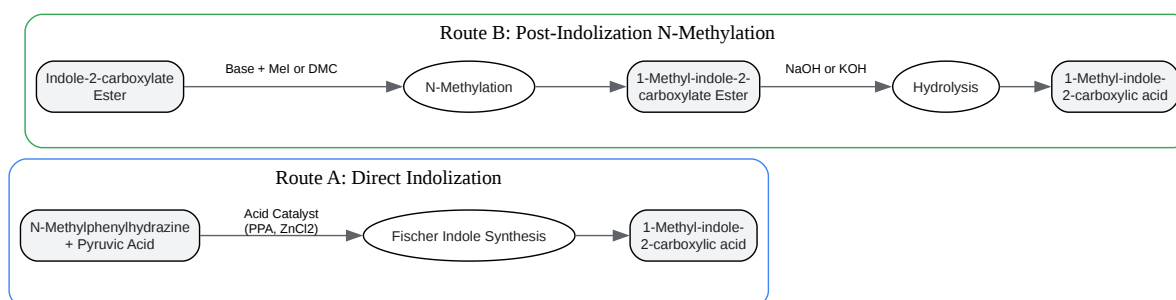 Route B: Post-Indolization N-Methylation
Indole-2-carboxylate
Ester
Base + MeI or DMC
N-Methylation
1-Methyl-indole-2-
carboxylate Ester
NaOH or KOH
Hydrolysis
1-Methyl-indole-
2-carboxylic acid
Route A: Direct Indolization
N-Methylphenylhydrazine
+ Pyruvic Acid
Acid Catalyst
(PPA, ZnCl2)
Fischer Indole Synthesis
1-Methyl-indole-
2-carboxylic acid